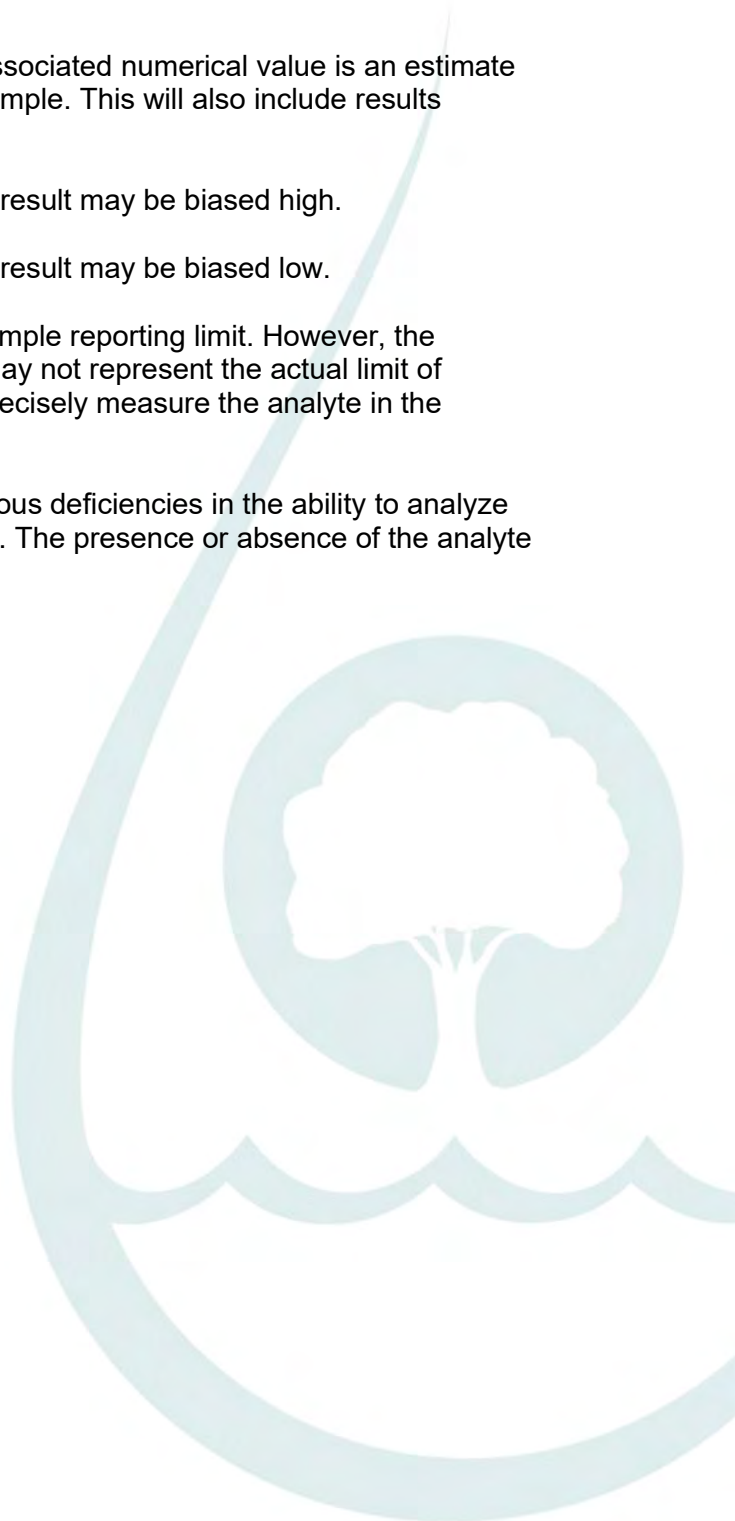 ssociated numerical value is an estimate
mple. This will also include results
result may be biased high.
result may be biased low.
mple reporting limit. However, the
ay not represent the actual limit of
ecisely measure the analyte in the
ous deficiencies in the ability to analyze
. The presence or absence of the analyte